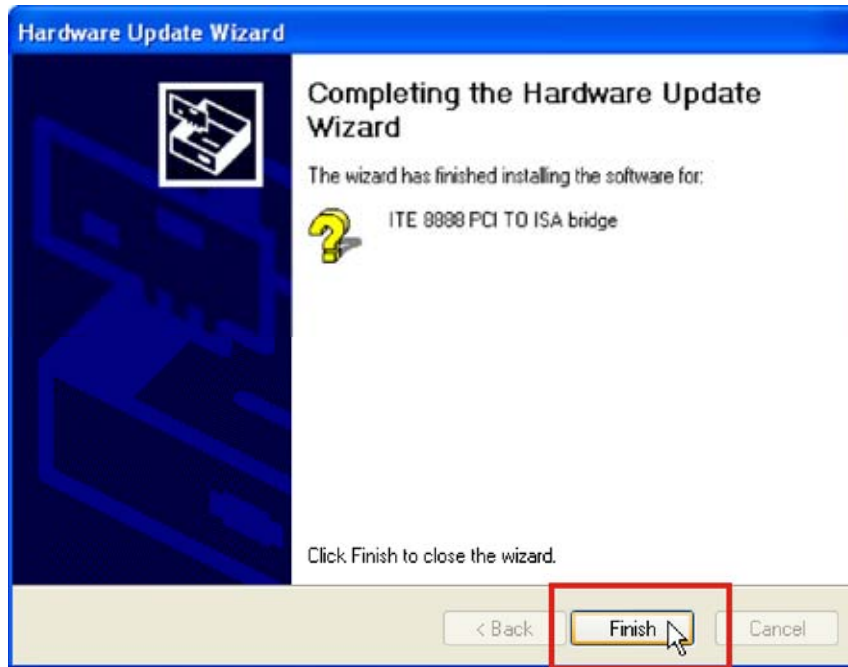 Hardware Update Wizard
Completing the Hardware Update
Wizard
The wizard has finished installing the software for:
ITE 8888 PCI TO ISA bridge
Click Finish to close the wizard.
< Back
Finish
Cancel